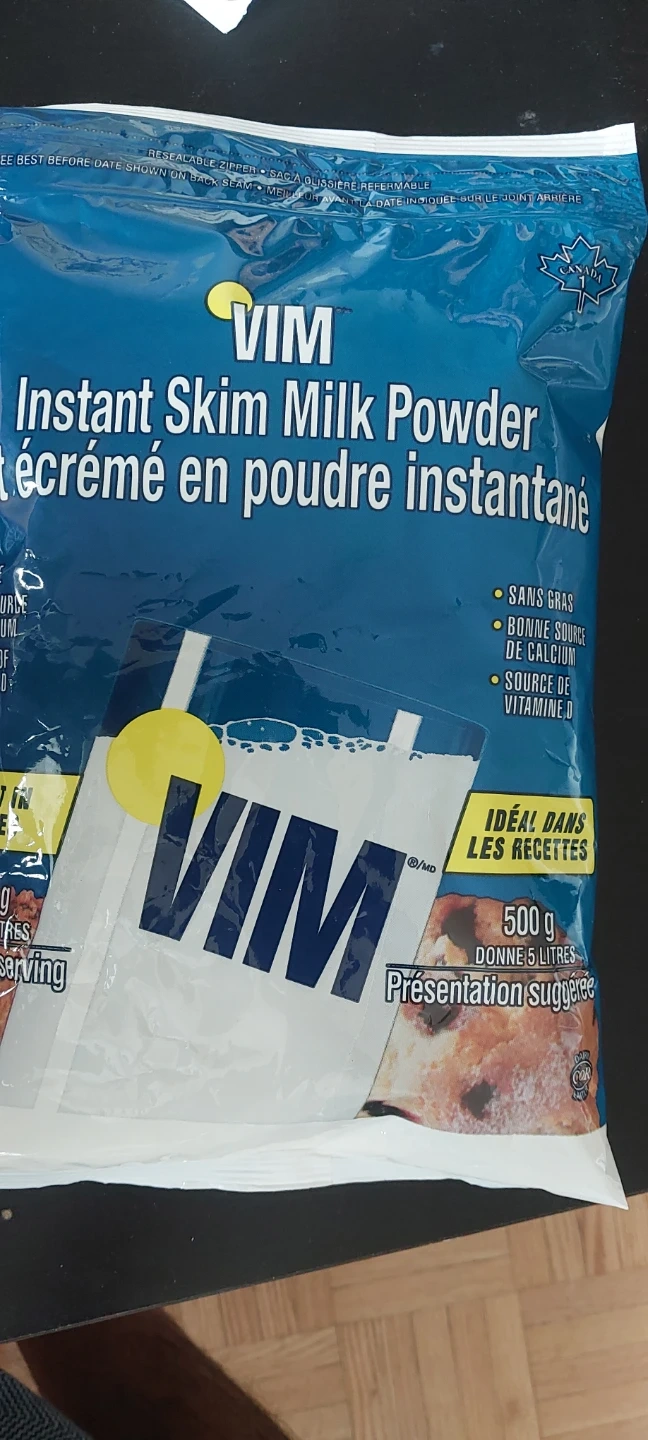 RESEALABLE ZIPPER • SAC À GLISSIÈRE REFERMABLE
BEST BEFORE DATE SHOWN ON BACK SEAM • MEILLEUR AVANT LA DATE INDIQUÉE SUR LE JOINT ARRIÈRE
CANADA
1
VIM
Instant Skim Milk Powder
écrémé en poudre instantané
• SANS GRAS
• BONNE SOURCE
DE CALCIUM
• SOURCE DE
VITAMINE D
VIM®/MD
IDÉAL DANS
LES RECETTES
g
500 g
DONNE 5 LITRES
serving
Présentation suggérée
COR